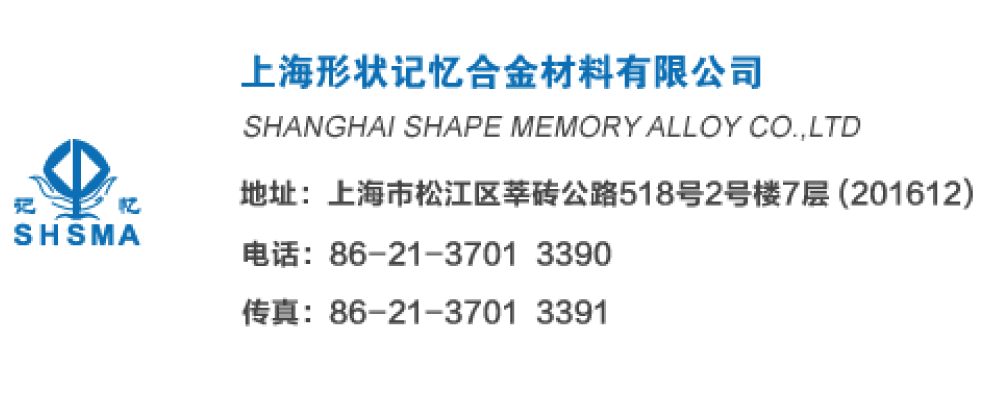 上海形状记忆合金材料有限公司
SHANGHAI SHAPE MEMORY ALLOY CO.,LTD
地址：上海市松江区莘砖公路518号2号楼7层（201612）
电话：86-21-3701 3390
传真：86-21-3701 3391
记忆
SHSMA